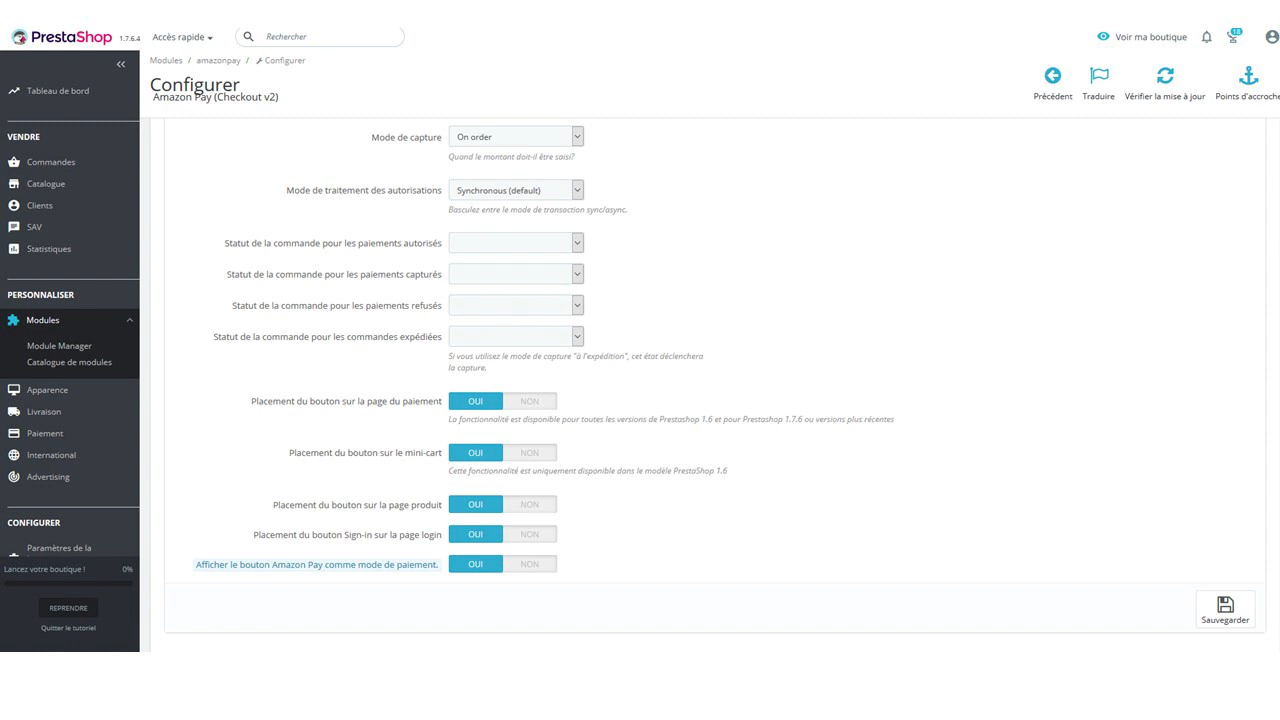 PrestaShop 1.7.6.4 Accès rapide Rechercher Voir ma boutique 18
Modules / amazonpay / Configurer
Configurer
Amazon Pay (Checkout v2)
Précédent Traduire Vérifier la mise à jour Points d'accroche
Tableau de bord
VENDRE
Commandes
Catalogue
Clients
SAV
Statistiques
PERSONNALISER
Modules
Module Manager
Catalogue de modules
Apparence
Livraison
Paiement
International
Advertising
CONFIGURER
Paramètres de la
Lancez votre boutique ! 0%
REPRENDRE
Quitter le tutoriel
Mode de capture On order
Quand le montant doit-il être saisi?
Mode de traitement des autorisations Synchronous (default)
Basculez entre le mode de transaction sync/async.
Statut de la commande pour les paiements autorisés
Statut de la commande pour les paiements capturés
Statut de la commande pour les paiements refusés
Statut de la commande pour les commandes expédiées
Si vous utilisez le mode de capture "à l'expédition", cet état déclenchera
la capture.
Placement du bouton sur la page du paiement OUI NON
La fonctionnalité est disponible pour toutes les versions de Prestashop 1.6 et pour Prestashop 1.7.6 ou versions plus récentes
Placement du bouton sur le mini-cart OUI NON
Cette fonctionnalité est uniquement disponible dans le modèle PrestaShop 1.6
Placement du bouton sur la page produit OUI NON
Placement du bouton Sign-in sur la page login OUI NON
Afficher le bouton Amazon Pay comme mode de paiement. OUI NON
Sauvegarder